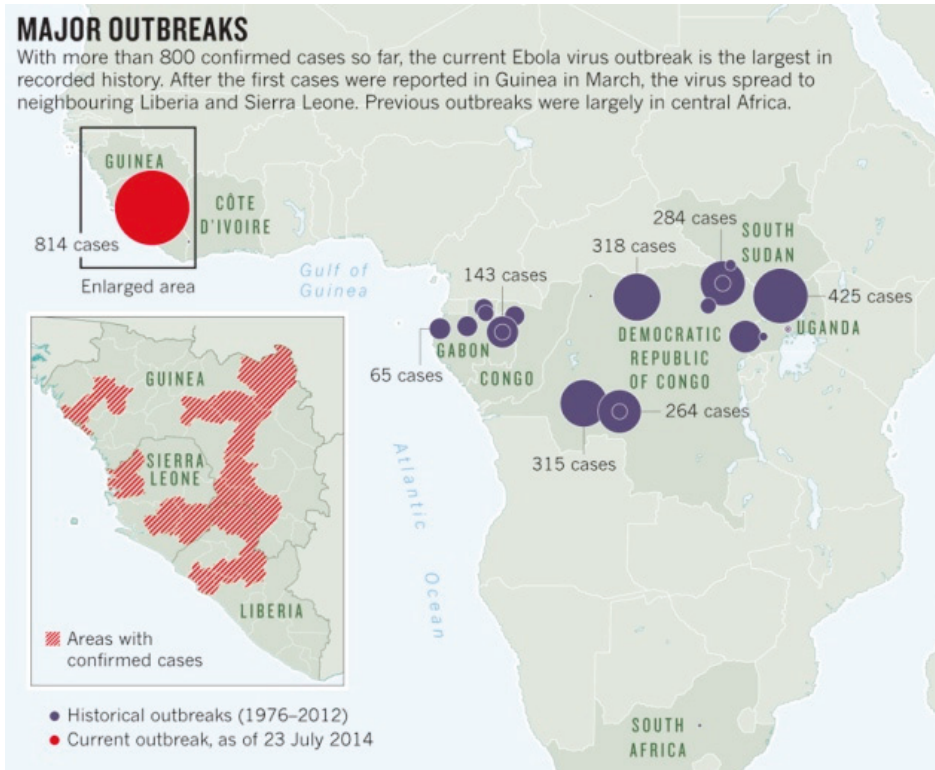 MAJOR OUTBREAKS
With more than 800 confirmed cases so far, the current Ebola virus outbreak is the largest in
recorded history. After the first cases were reported in Guinea in March, the virus spread to
neighbouring Liberia and Sierra Leone. Previous outbreaks were largely in central Africa.
GUINEA
CÔTE
D'IVOIRE
814 cases
Enlarged area
Gulf of
Guinea
143 cases
318 cases
284 cases
SOUTH
SUDAN
425 cases
UGANDA
DEMOCRATIC
REPUBLIC
OF CONGO
GABON
CONGO
65 cases
264 cases
315 cases
Atlantic
Ocean
GUINEA
SIERRA
LEONE
LIBERIA
Areas with
confirmed cases
Historical outbreaks (1976–2012)
Current outbreak, as of 23 July 2014
SOUTH
AFRICA